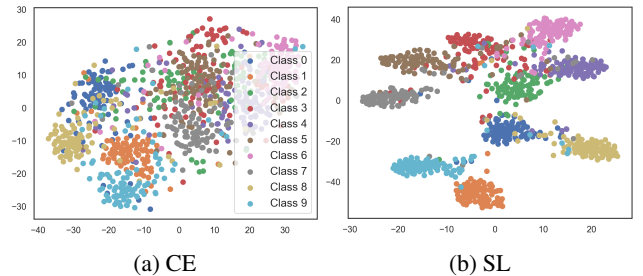 30
20
10
0
−10
−20
−30
−40 −30 −20 −10 0 10 20 30
Class 0
Class 1
Class 2
Class 3
Class 4
Class 5
Class 6
Class 7
Class 8
Class 9
(a) CE
40
20
0
−20
−40
−30 −20 −10 0 10 20
(b) SL